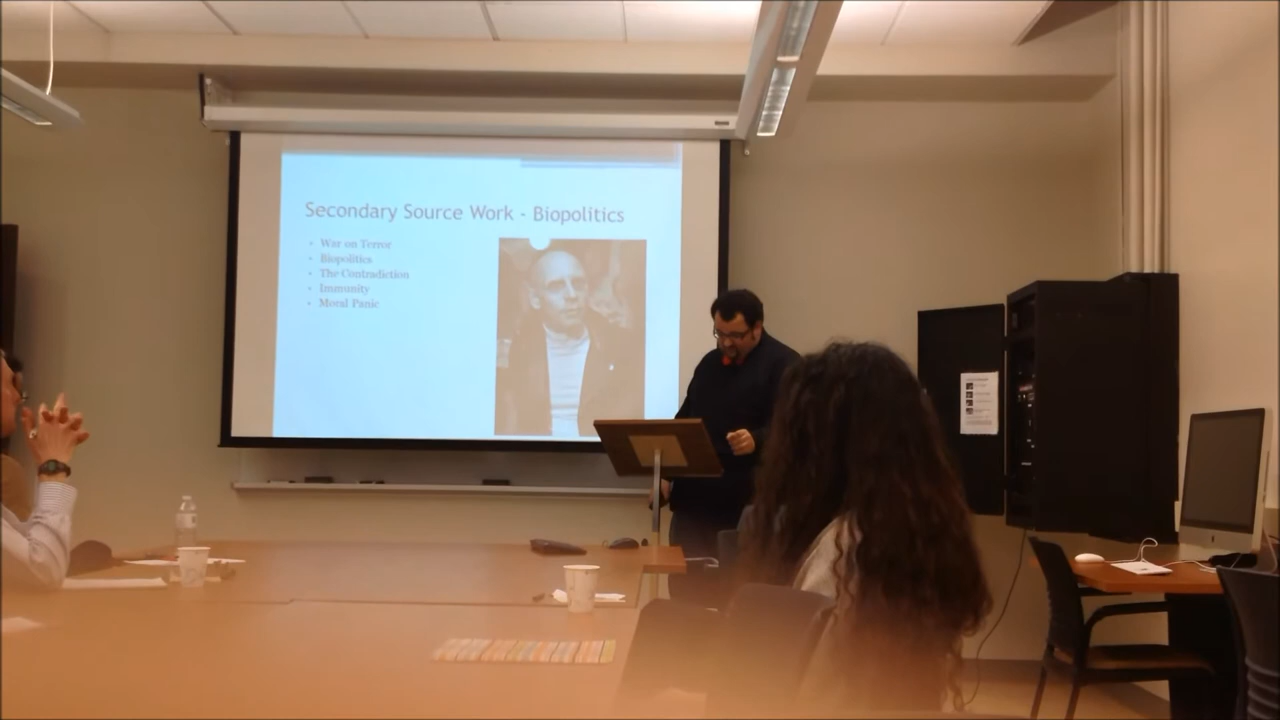 Secondary Source Work - Biopolitics
• War on Terror
• Biopolitics
• The Contradiction
• Immunity
• Moral Panic